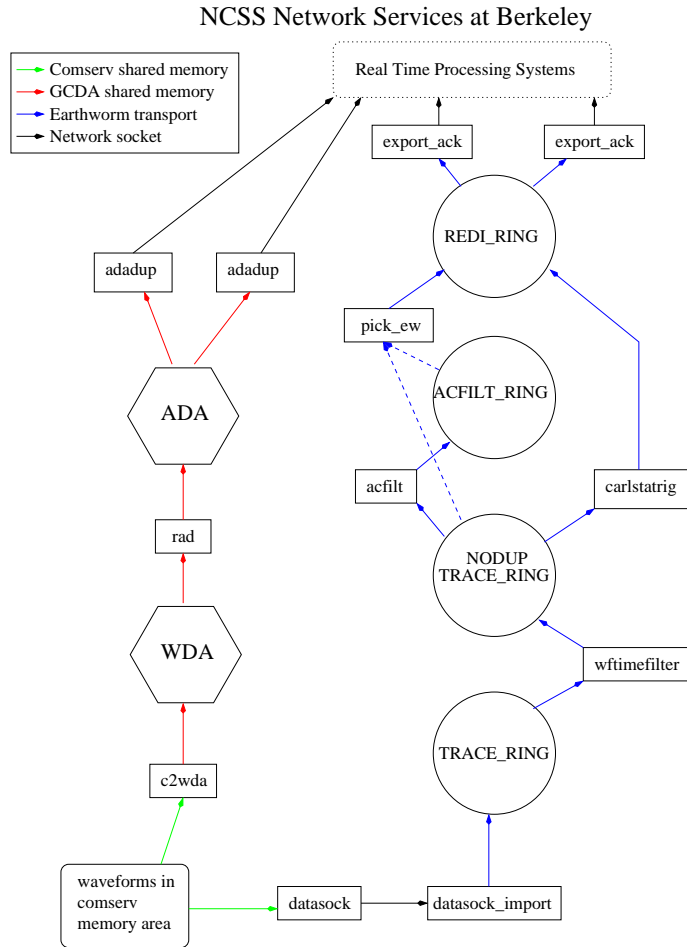 NCSS Network Services at Berkeley
Comserv shared memory
GCDA shared memory
Earthworm transport
Network socket
Real Time Processing Systems
export_ack
export_ack
REDI_RING
adadup
adadup
pick_ew
ACFILT_RING
ADA
acfilt
carlstatrig
rad
NODUP
TRACE_RING
WDA
wftimefilter
TRACE_RING
c2wda
waveforms in
comserv
memory area
datasock
datasock_import